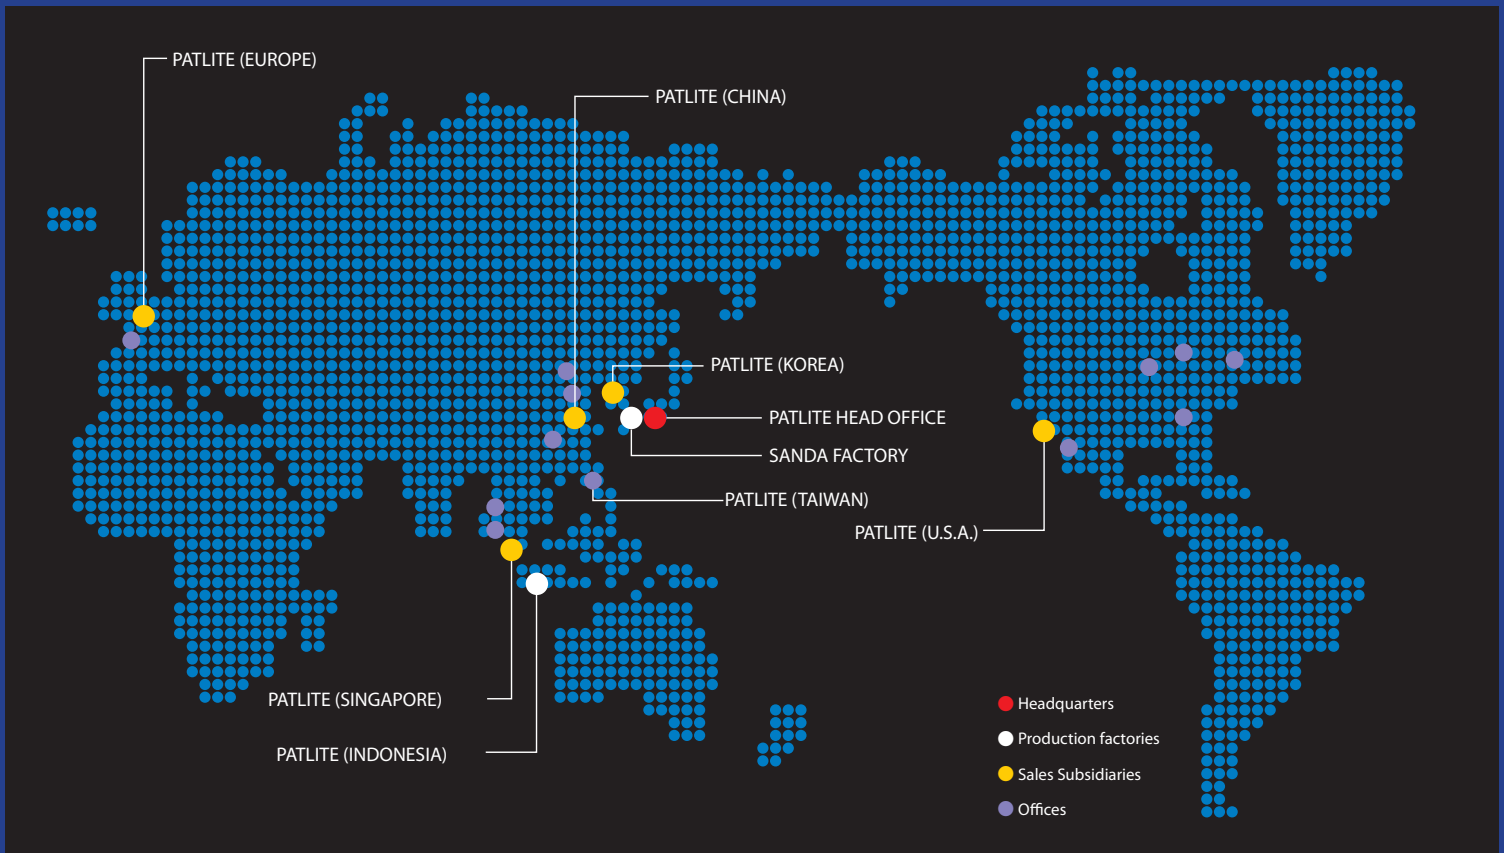 PATLITE (EUROPE)
PATLITE (CHINA)
PATLITE (KOREA)
PATLITE HEAD OFFICE
SANDA FACTORY
PATLITE (TAIWAN)
PATLITE (U.S.A.)
PATLITE (SINGAPORE)
PATLITE (INDONESIA)
Headquarters
Production factories
Sales Subsidiaries
Offices